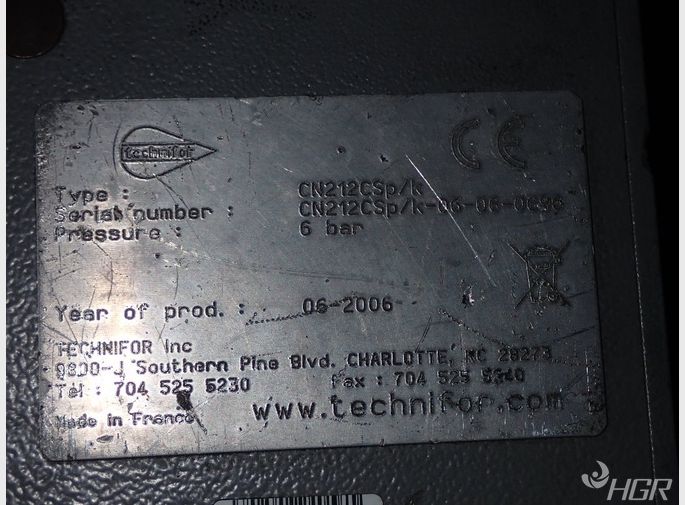 technifor
CE
Type : CN212CSp/k
Serial number : CN212CSp/k-06-06-0696
Pressure : 6 bar
Year of prod. : 06-2006
TECHNIFOR Inc
9800-J Southern Pine Blvd. CHARLOTTE, NC 28273
Tel : 704 525 5230 Fax : 704 525 5240
Made in France www.technifor.com
HGR